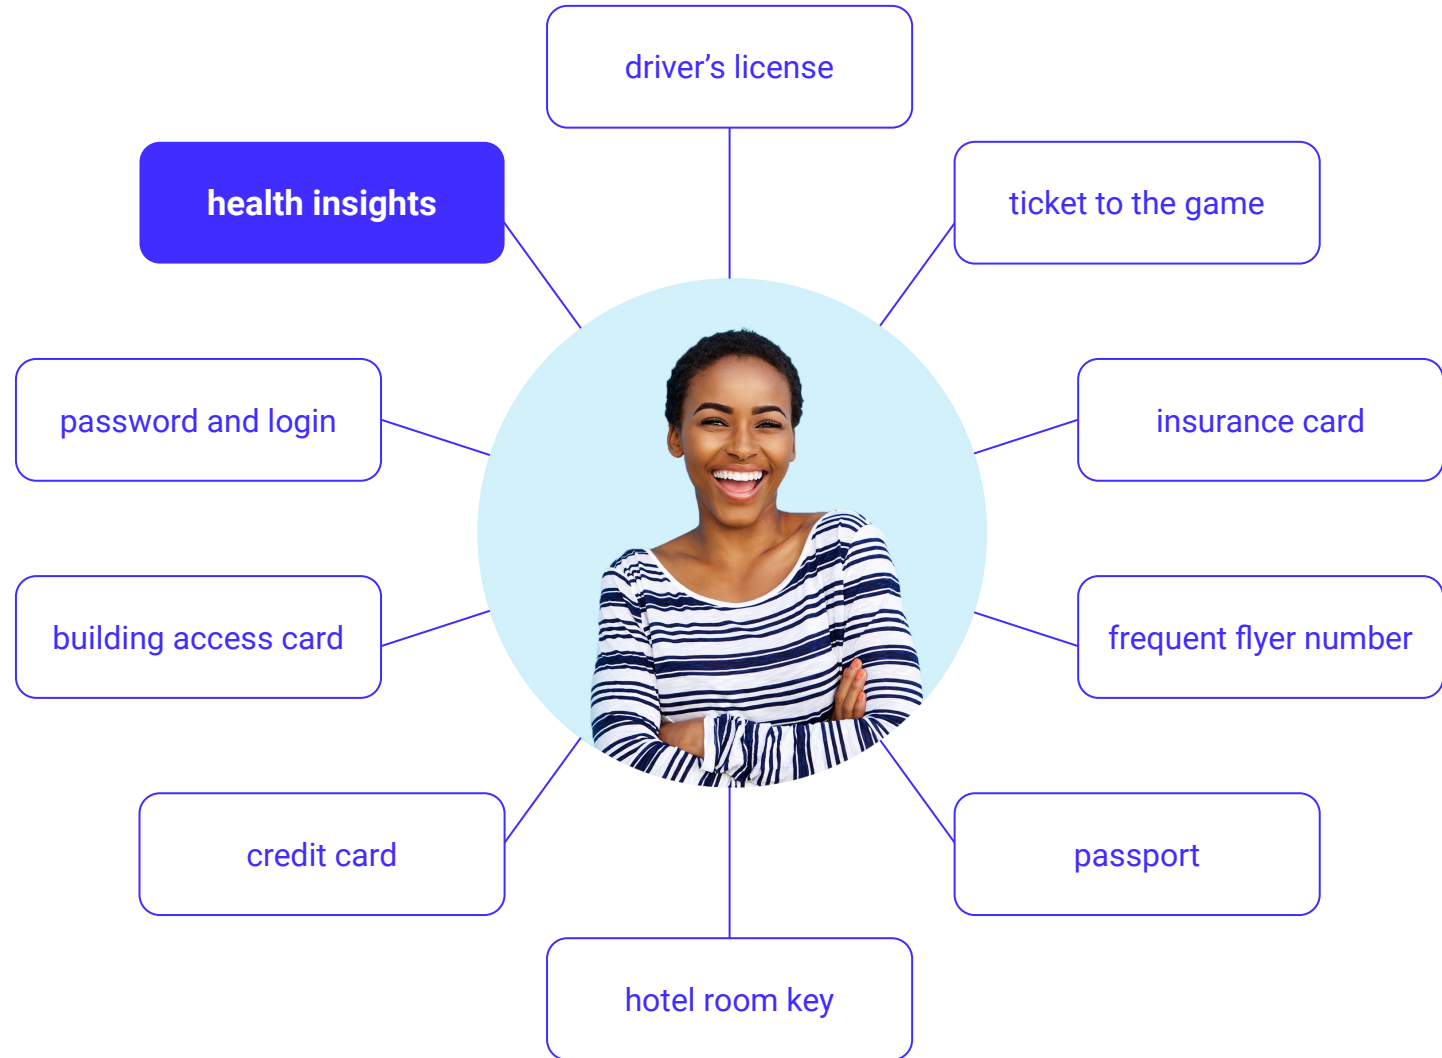 driver’s license
health insights
ticket to the game
password and login
insurance card
building access card
frequent flyer number
credit card
passport
hotel room key